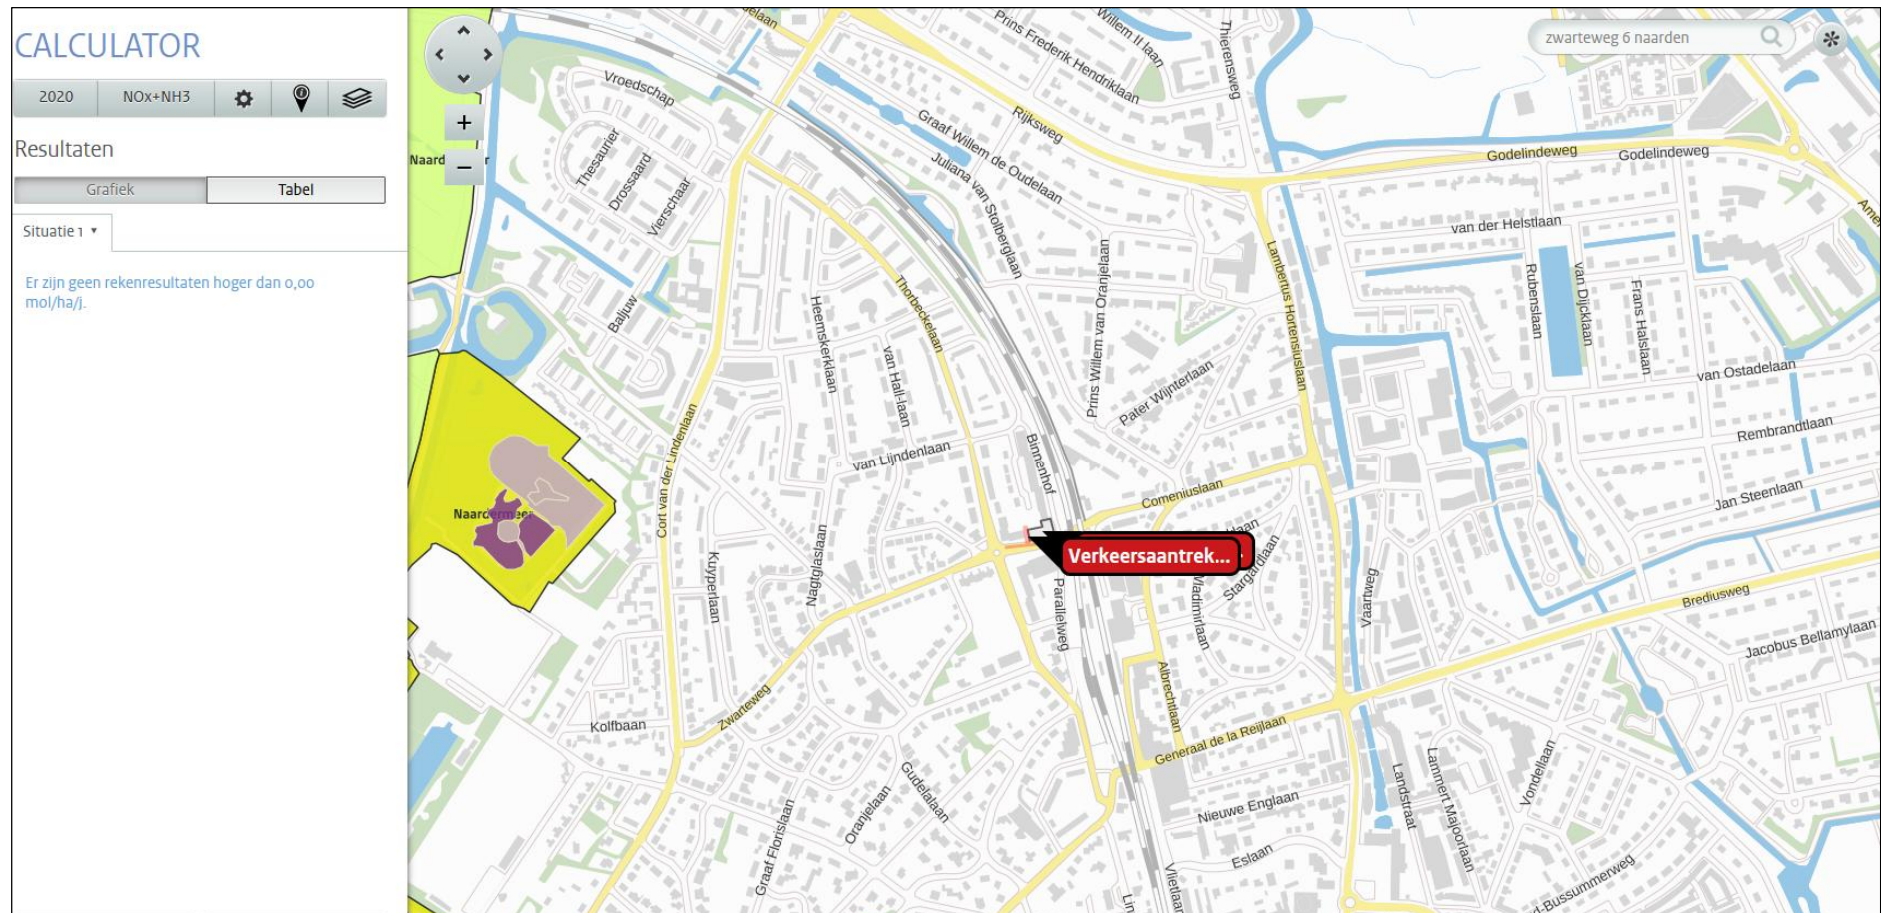 CALCULATOR
2020
NOx+NH3
Resultaten
Grafiek
Tabel
Situatie 1
Er zijn geen rekenresultaten hoger dan 0,00
mol/ha/j.
zwarteweg 6 naarden
Prins Frederik Hendriklaan
Willem II laan
Thierensweg
Vroedschap
Rijksweg
Graaf Willem de Oudelaan
Juliana van Stolberglaan
Godelindeweg
Godelindeweg
Thesaurier
Drossaard
Vierschaar
van der Helstlaan
Lambertus Hortensiuslaan
Rubenslaan
van Dijcklaan
Frans Halslaan
Baljuw
Heemskerklaan
Thorbeckelaan
van Hall-laan
Prins Willem van Oranjelaan
Pater Wijnterlaan
van Ostadelaan
Rembrandtlaan
Cort van der Lindenlaan
van Lijndenlaan
Binnenhof
Comeniuslaan
Jan Steenlaan
Naardermeer
Verkeersaantrek...
Kuyperlaan
Nagtglaslaan
Parallelweg
Vladimirlaan
Stargardlaan
Vaartweg
Brediusweg
Jacobus Bellamylaan
Albrechtlaan
Zwarteweg
Kolfbaan
Generaal de la Reijlaan
Gudelalaan
Oranjelaan
Graaf Florislaan
Nieuwe Englaan
Eslaan
Landstraat
Lammert Majoorlaan
Vondellaan